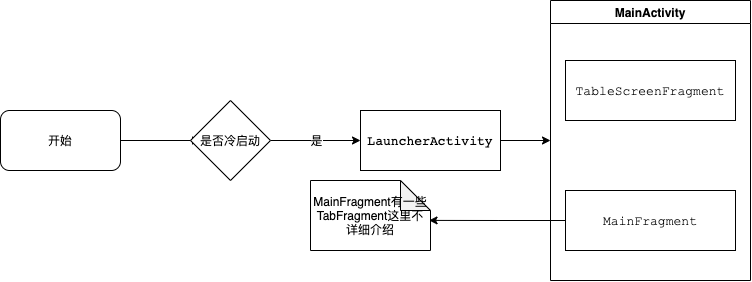 MainActivity
TableScreenFragment
开始
是否冷启动
是
LauncherActivity
MainFragment有一些
TabFragment这里不
详细介绍
MainFragment